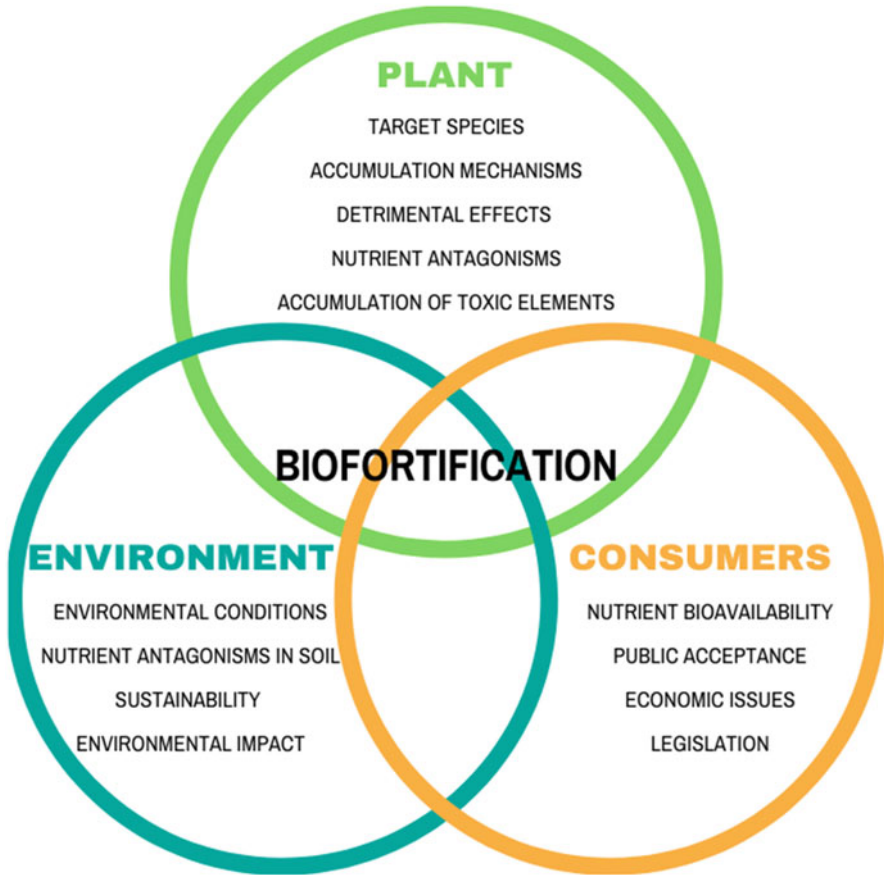 PLANT
TARGET SPECIES
ACCUMULATION MECHANISMS
DETRIMENTAL EFFECTS
NUTRIENT ANTAGONISMS
ACCUMULATION OF TOXIC ELEMENTS
BIOFORTIFICATION
ENVIRONMENT
ENVIRONMENTAL CONDITIONS
NUTRIENT ANTAGONISMS IN SOIL
SUSTAINABILITY
ENVIRONMENTAL IMPACT
CONSUMERS
NUTRIENT BIOAVAILABILITY
PUBLIC ACCEPTANCE
ECONOMIC ISSUES
LEGISLATION